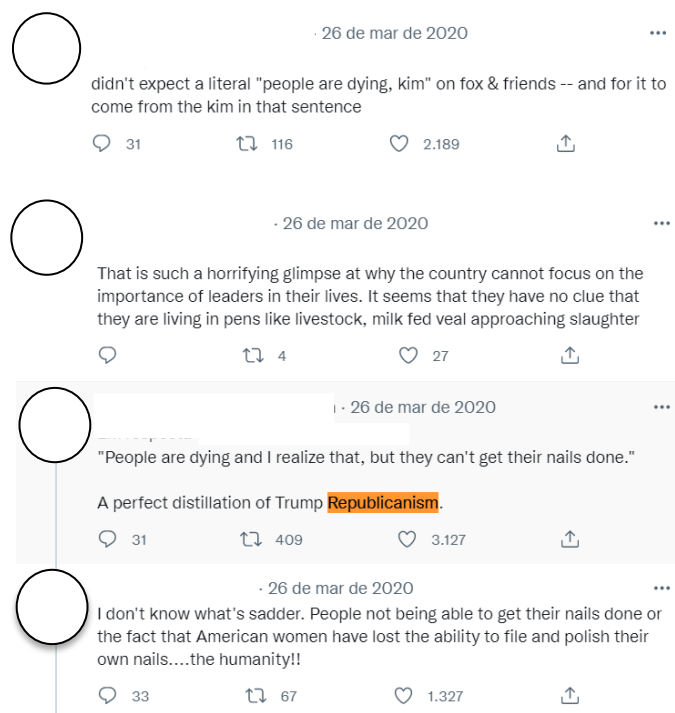 · 26 de mar de 2020
didn't expect a literal "people are dying, kim" on fox & friends -- and for it to
come from the kim in that sentence
31 116 2.189
· 26 de mar de 2020
That is such a horrifying glimpse at why the country cannot focus on the
importance of leaders in their lives. It seems that they have no clue that
they are living in pens like livestock, milk fed veal approaching slaughter
4 27
· 26 de mar de 2020
"People are dying and I realize that, but they can't get their nails done."
A perfect distillation of Trump Republicanism.
31 409 3.127
· 26 de mar de 2020
I don't know what's sadder. People not being able to get their nails done or
the fact that American women have lost the ability to file and polish their
own nails....the humanity!!
33 67 1.327